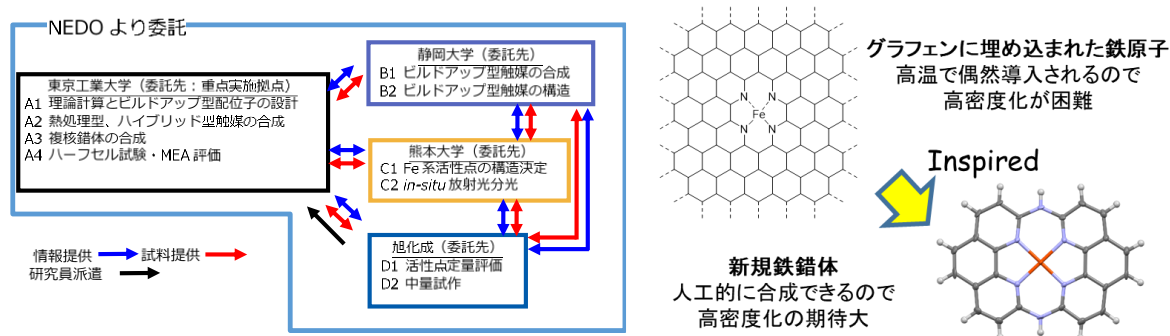 NEDO より委託
東京工業大学（委託先：重点実施拠点）
A1 理論計算とビルドアップ型配位子の設計
A2 熱処理型、ハイブリッド型触媒の合成
A3 複核錯体の合成
A4 ハーフセル試験・MEA 評価
静岡大学（委託先）
B1 ビルドアップ型触媒の合成
B2 ビルドアップ型触媒の構造
熊本大学（委託先）
C1 Fe 系活性点の構造決定
C2 in-situ 放射光分光
旭化成（委託先）
D1 活性点定量評価
D2 中量試作
情報提供
試料提供
研究員派遣
N N
Fe
N N
グラフェンに埋め込まれた鉄原子
高温で偶然導入されるので
高密度化が困難
Inspired
新規鉄錯体
人工的に合成できるので
高密度化の期待大